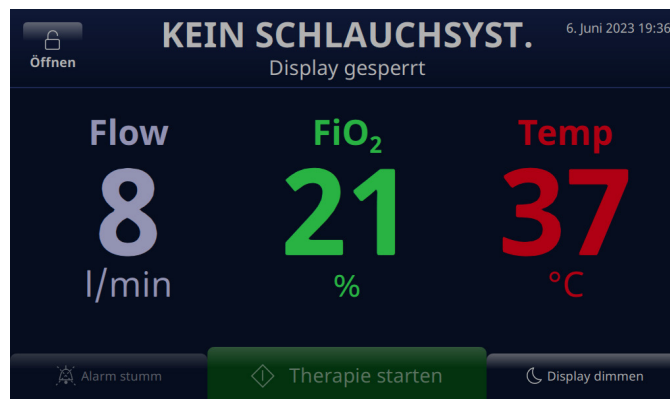 KEIN SCHLAUCHSYST.
6. Juni 2023 19:36
Öffnen
Display gesperrt
Flow
FiO₂
Temp
8
21
37
l/min
%
°C
Alarm stumm
Therapie starten
Display dimmen